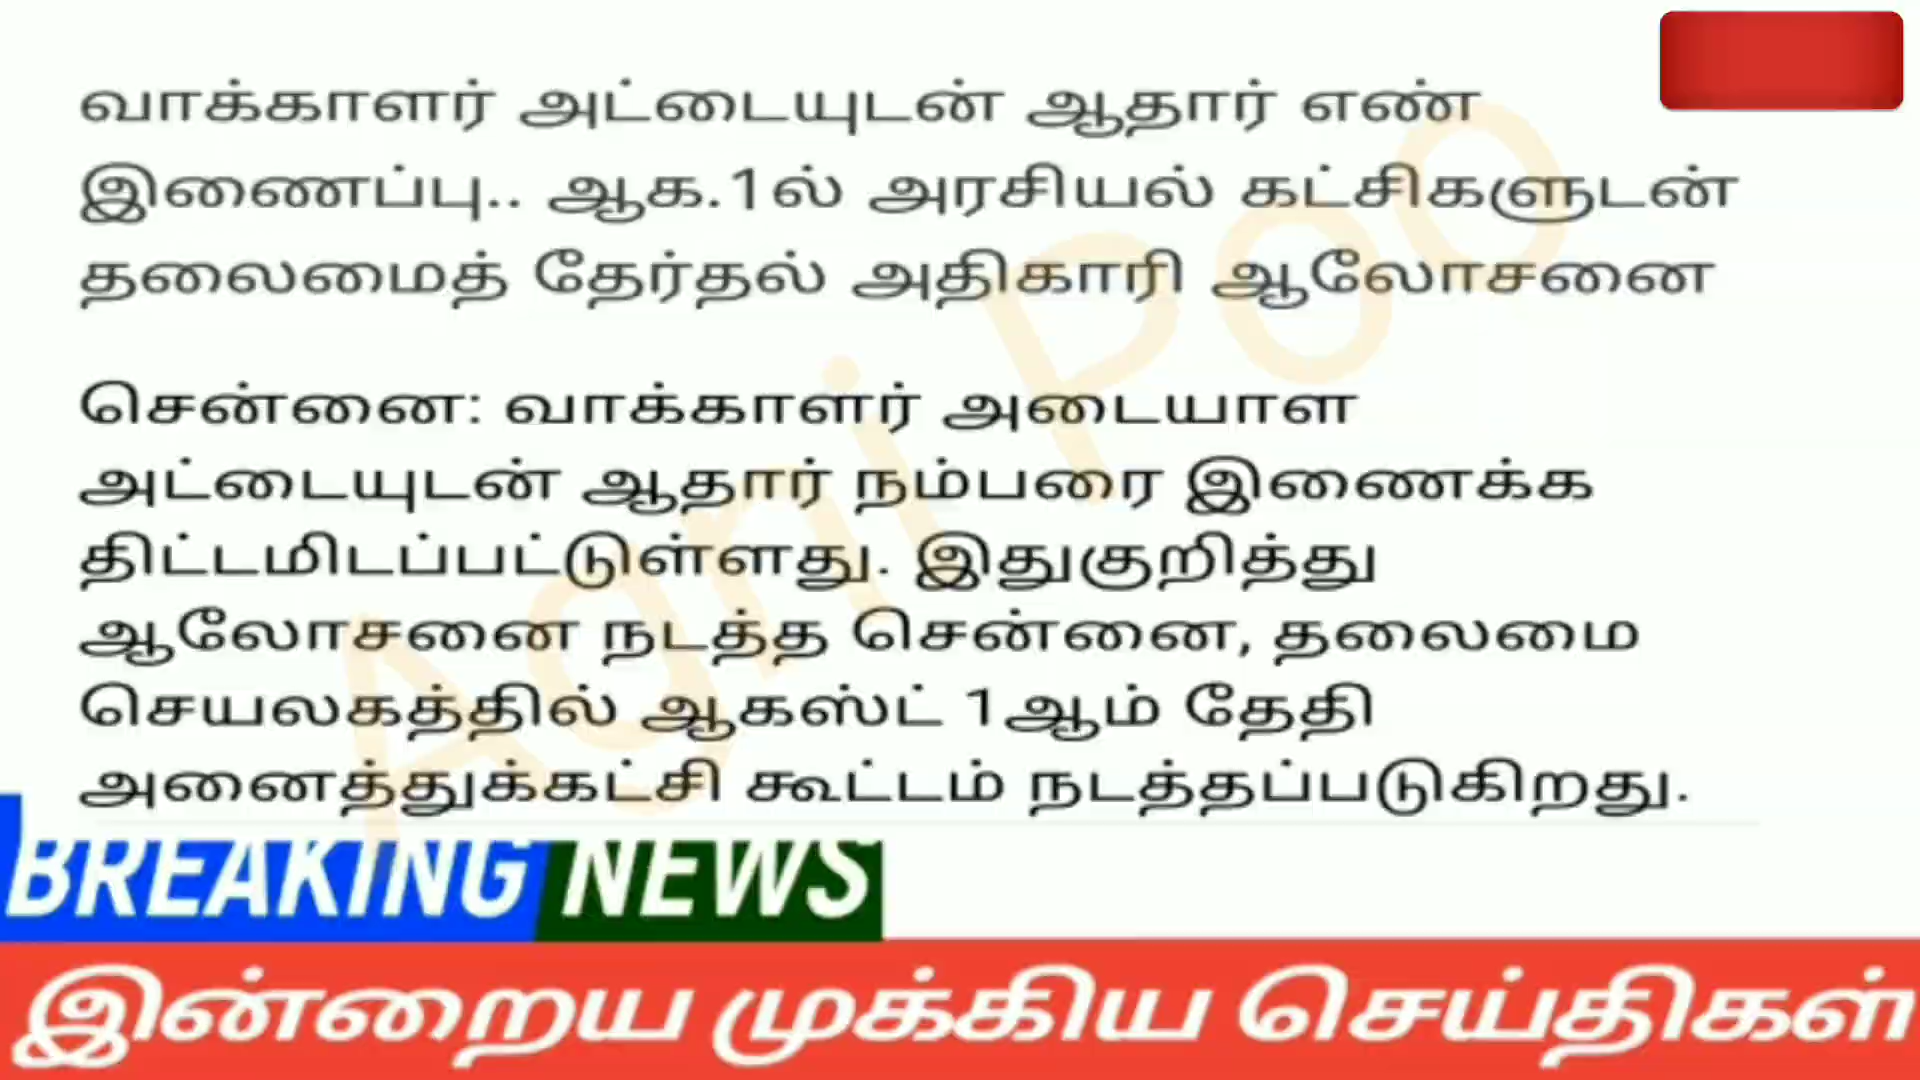 வாக்காளர் அட்டையுடன் ஆதார் எண்
இணைப்பு.. ஆக.1ல் அரசியல் கட்சிகளுடன்
தலைமைத் தேர்தல் அதிகாரி ஆலோசனை
சென்னை: வாக்காளர் அடையாள
அட்டையுடன் ஆதார் நம்பரை இணைக்க
திட்டமிடப்பட்டுள்ளது. இதுகுறித்து
ஆலோசனை நடத்த சென்னை, தலைமை
செயலகத்தில் ஆகஸ்ட் 1ஆம் தேதி
அனைத்துக்கட்சி கூட்டம் நடத்தப்படுகிறது.
Agni Poo
BREAKING NEWS
இன்றைய முக்கிய செய்திகள்